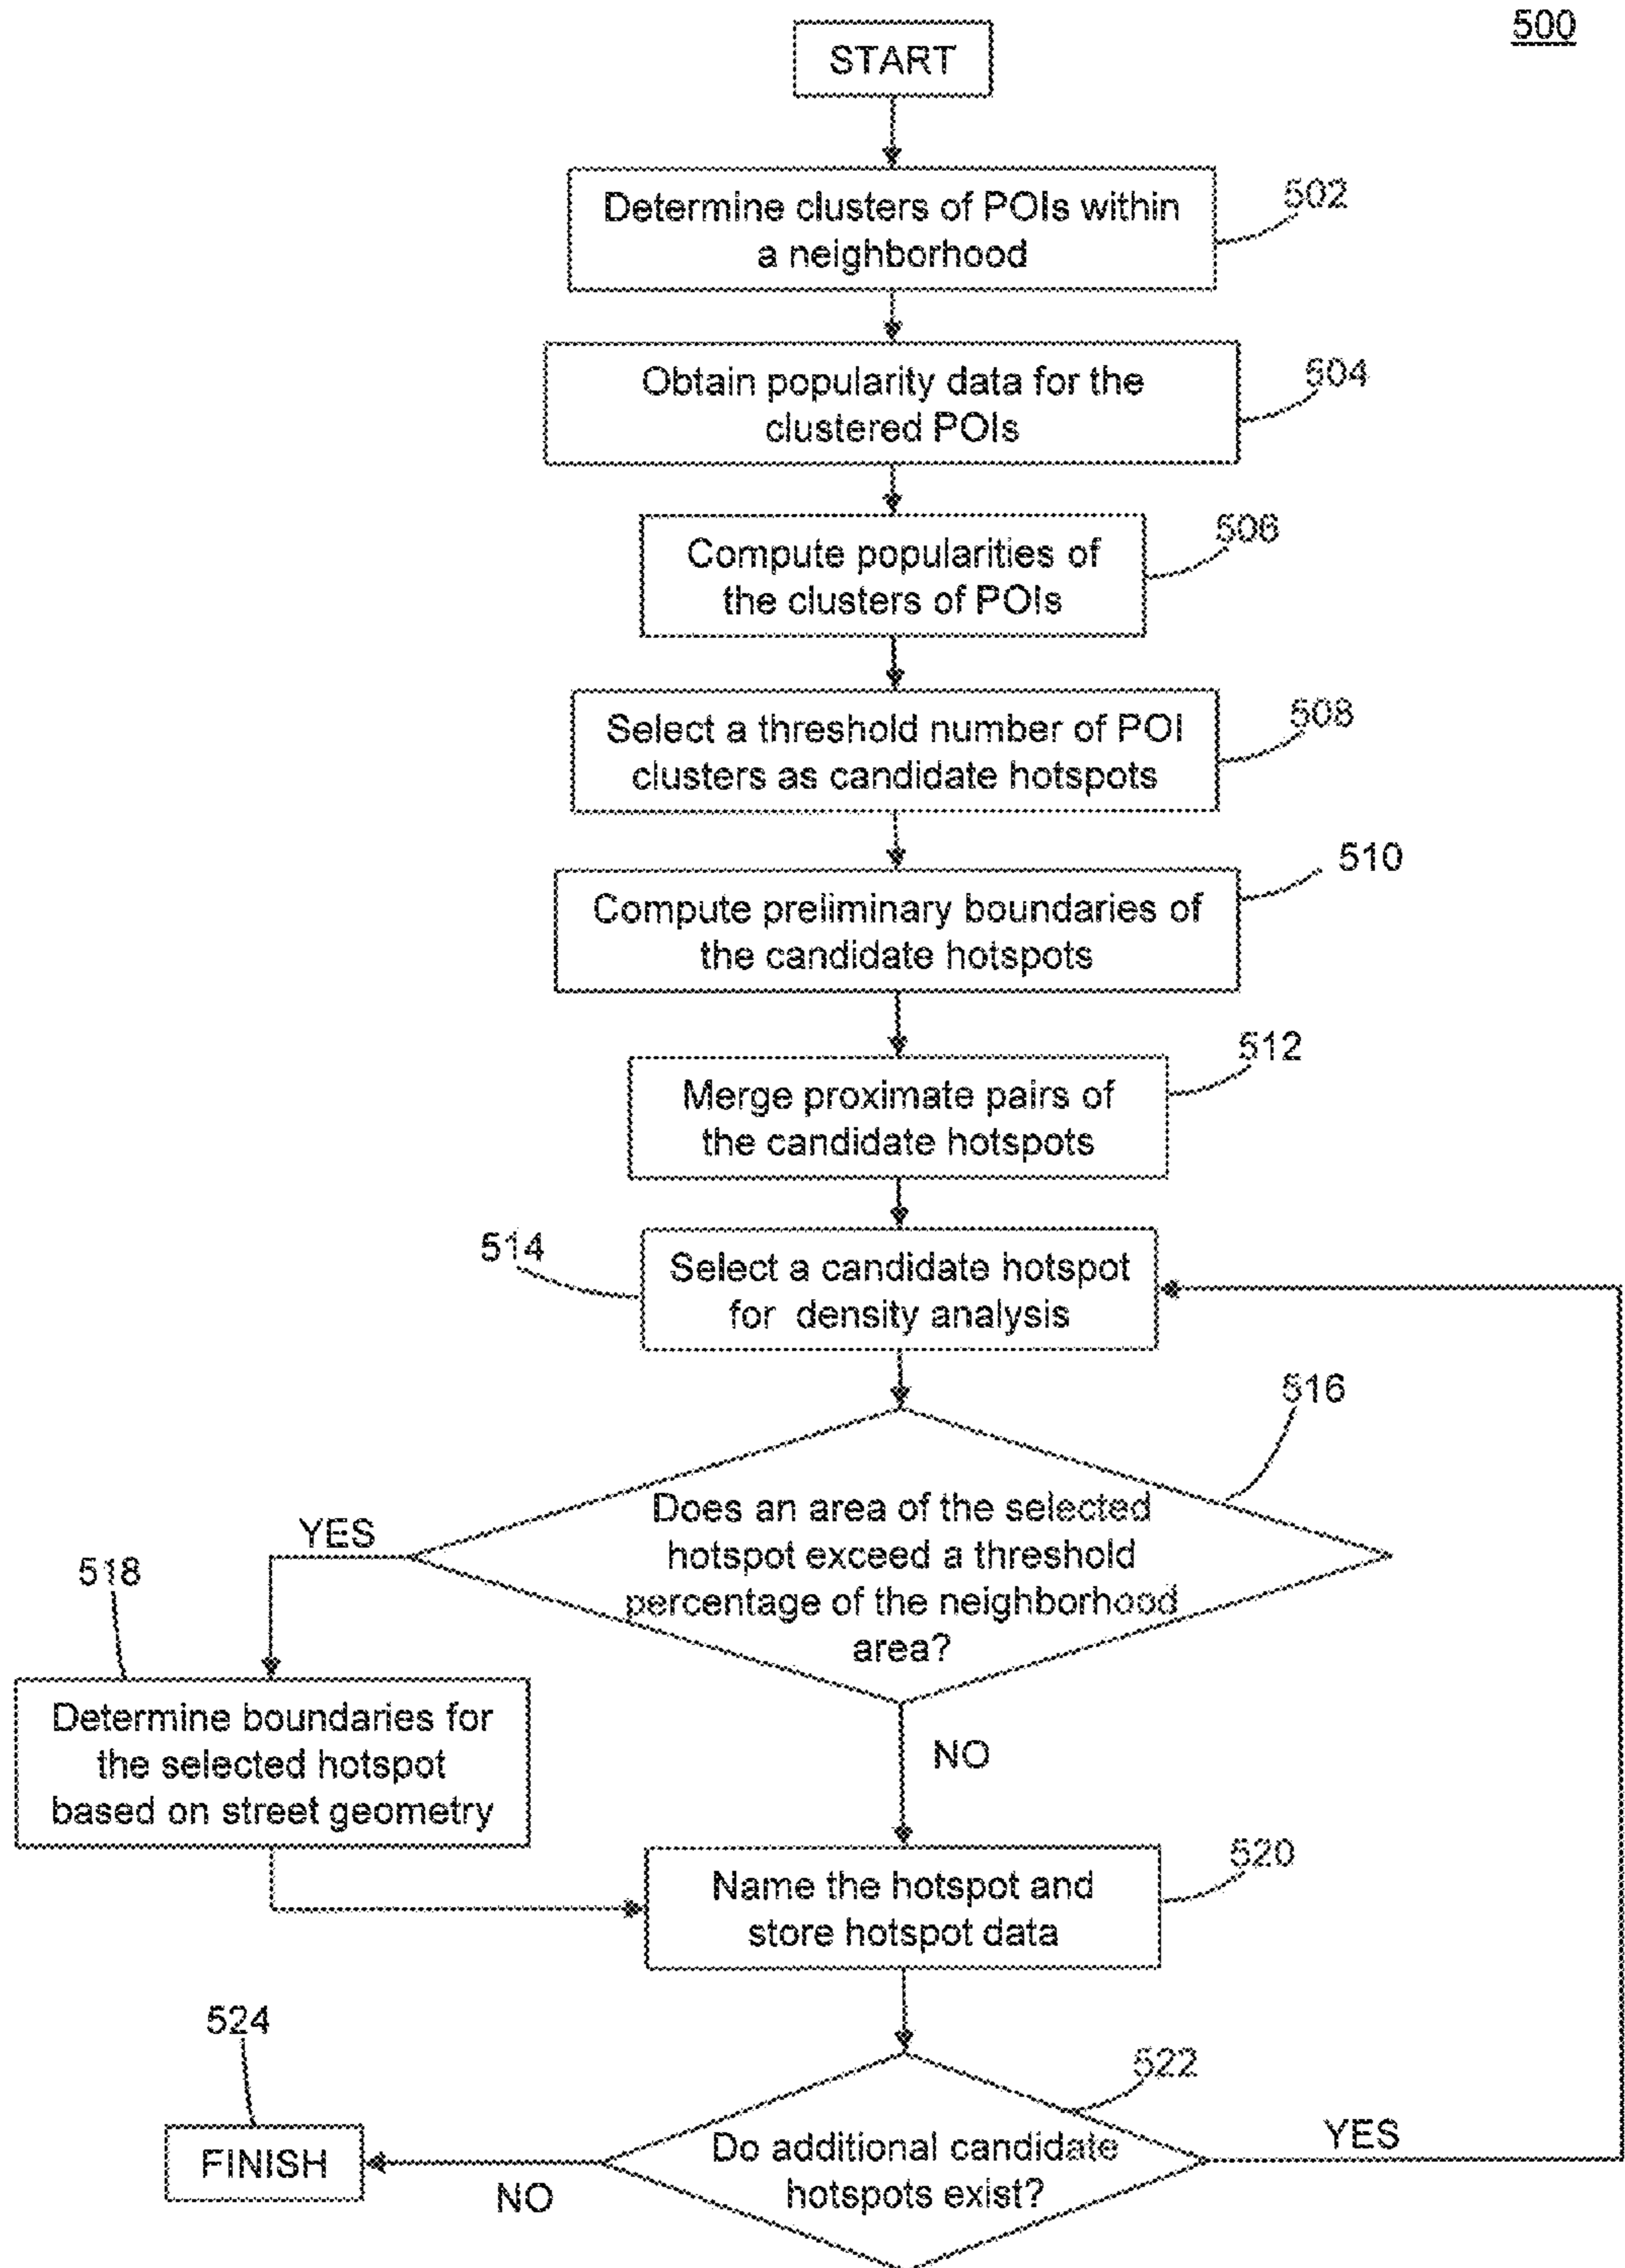 500
START
Determine clusters of POIs within
a neighborhood
502
Obtain popularity data for the
clustered POIs
504
Compute popularities of
the clusters of POIs
506
Select a threshold number of POI
clusters as candidate hotspots
508
Compute preliminary boundaries of
the candidate hotspots
510
Merge proximate pairs of
the candidate hotspots
512
514
Select a candidate hotspot
for density analysis
516
Does an area of the selected
hotspot exceed a threshold
percentage of the neighborhood
area?
YES
518
Determine boundaries for
the selected hotspot
based on street geometry
NO
520
Name the hotspot and
store hotspot data
524
FINISH
522
Do additional candidate
hotspots exist?
YES
NO